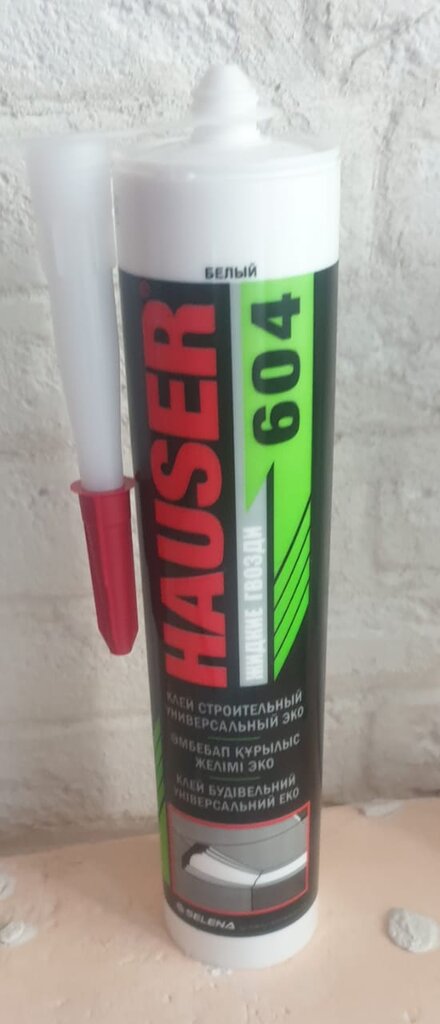 БЕЛЫЙ
HAUSER®
604
ЖИДКИЕ ГВОЗДИ
КЛЕЙ СТРОИТЕЛЬНЫЙ
УНИВЕРСАЛЬНЫЙ ЭКО
ӘМБЕБАП ҚҰРЫЛЫС
ЖЕЛІМІ ЭКО
КЛЕЙ БУДІВЕЛЬНИЙ
УНІВЕРСАЛЬНИЙ ЕКО
SELENA